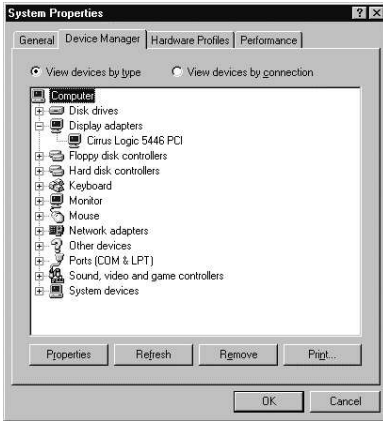 System Properties
General Device Manager Hardware Profiles Performance
View devices by type View devices by connection
Computer
Disk drives
Display adapters
Cirrus Logic 5446 PCI
Floppy disk controllers
Hard disk controllers
Keyboard
Monitor
Mouse
Network adapters
Other devices
Ports (COM & LPT)
Sound, video and game controllers
System devices
Properties Refresh Remove Print...
OK Cancel